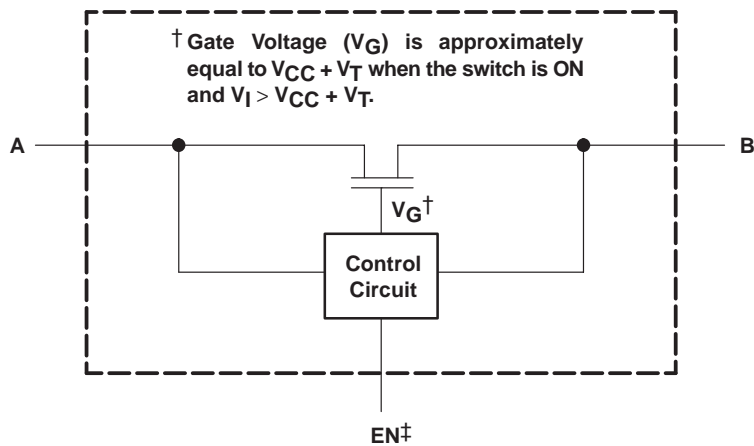 † Gate Voltage (VG) is approximately
equal to VCC + VT when the switch is ON
and VI > VCC + VT.
A
B
VG†
Control
Circuit
EN‡